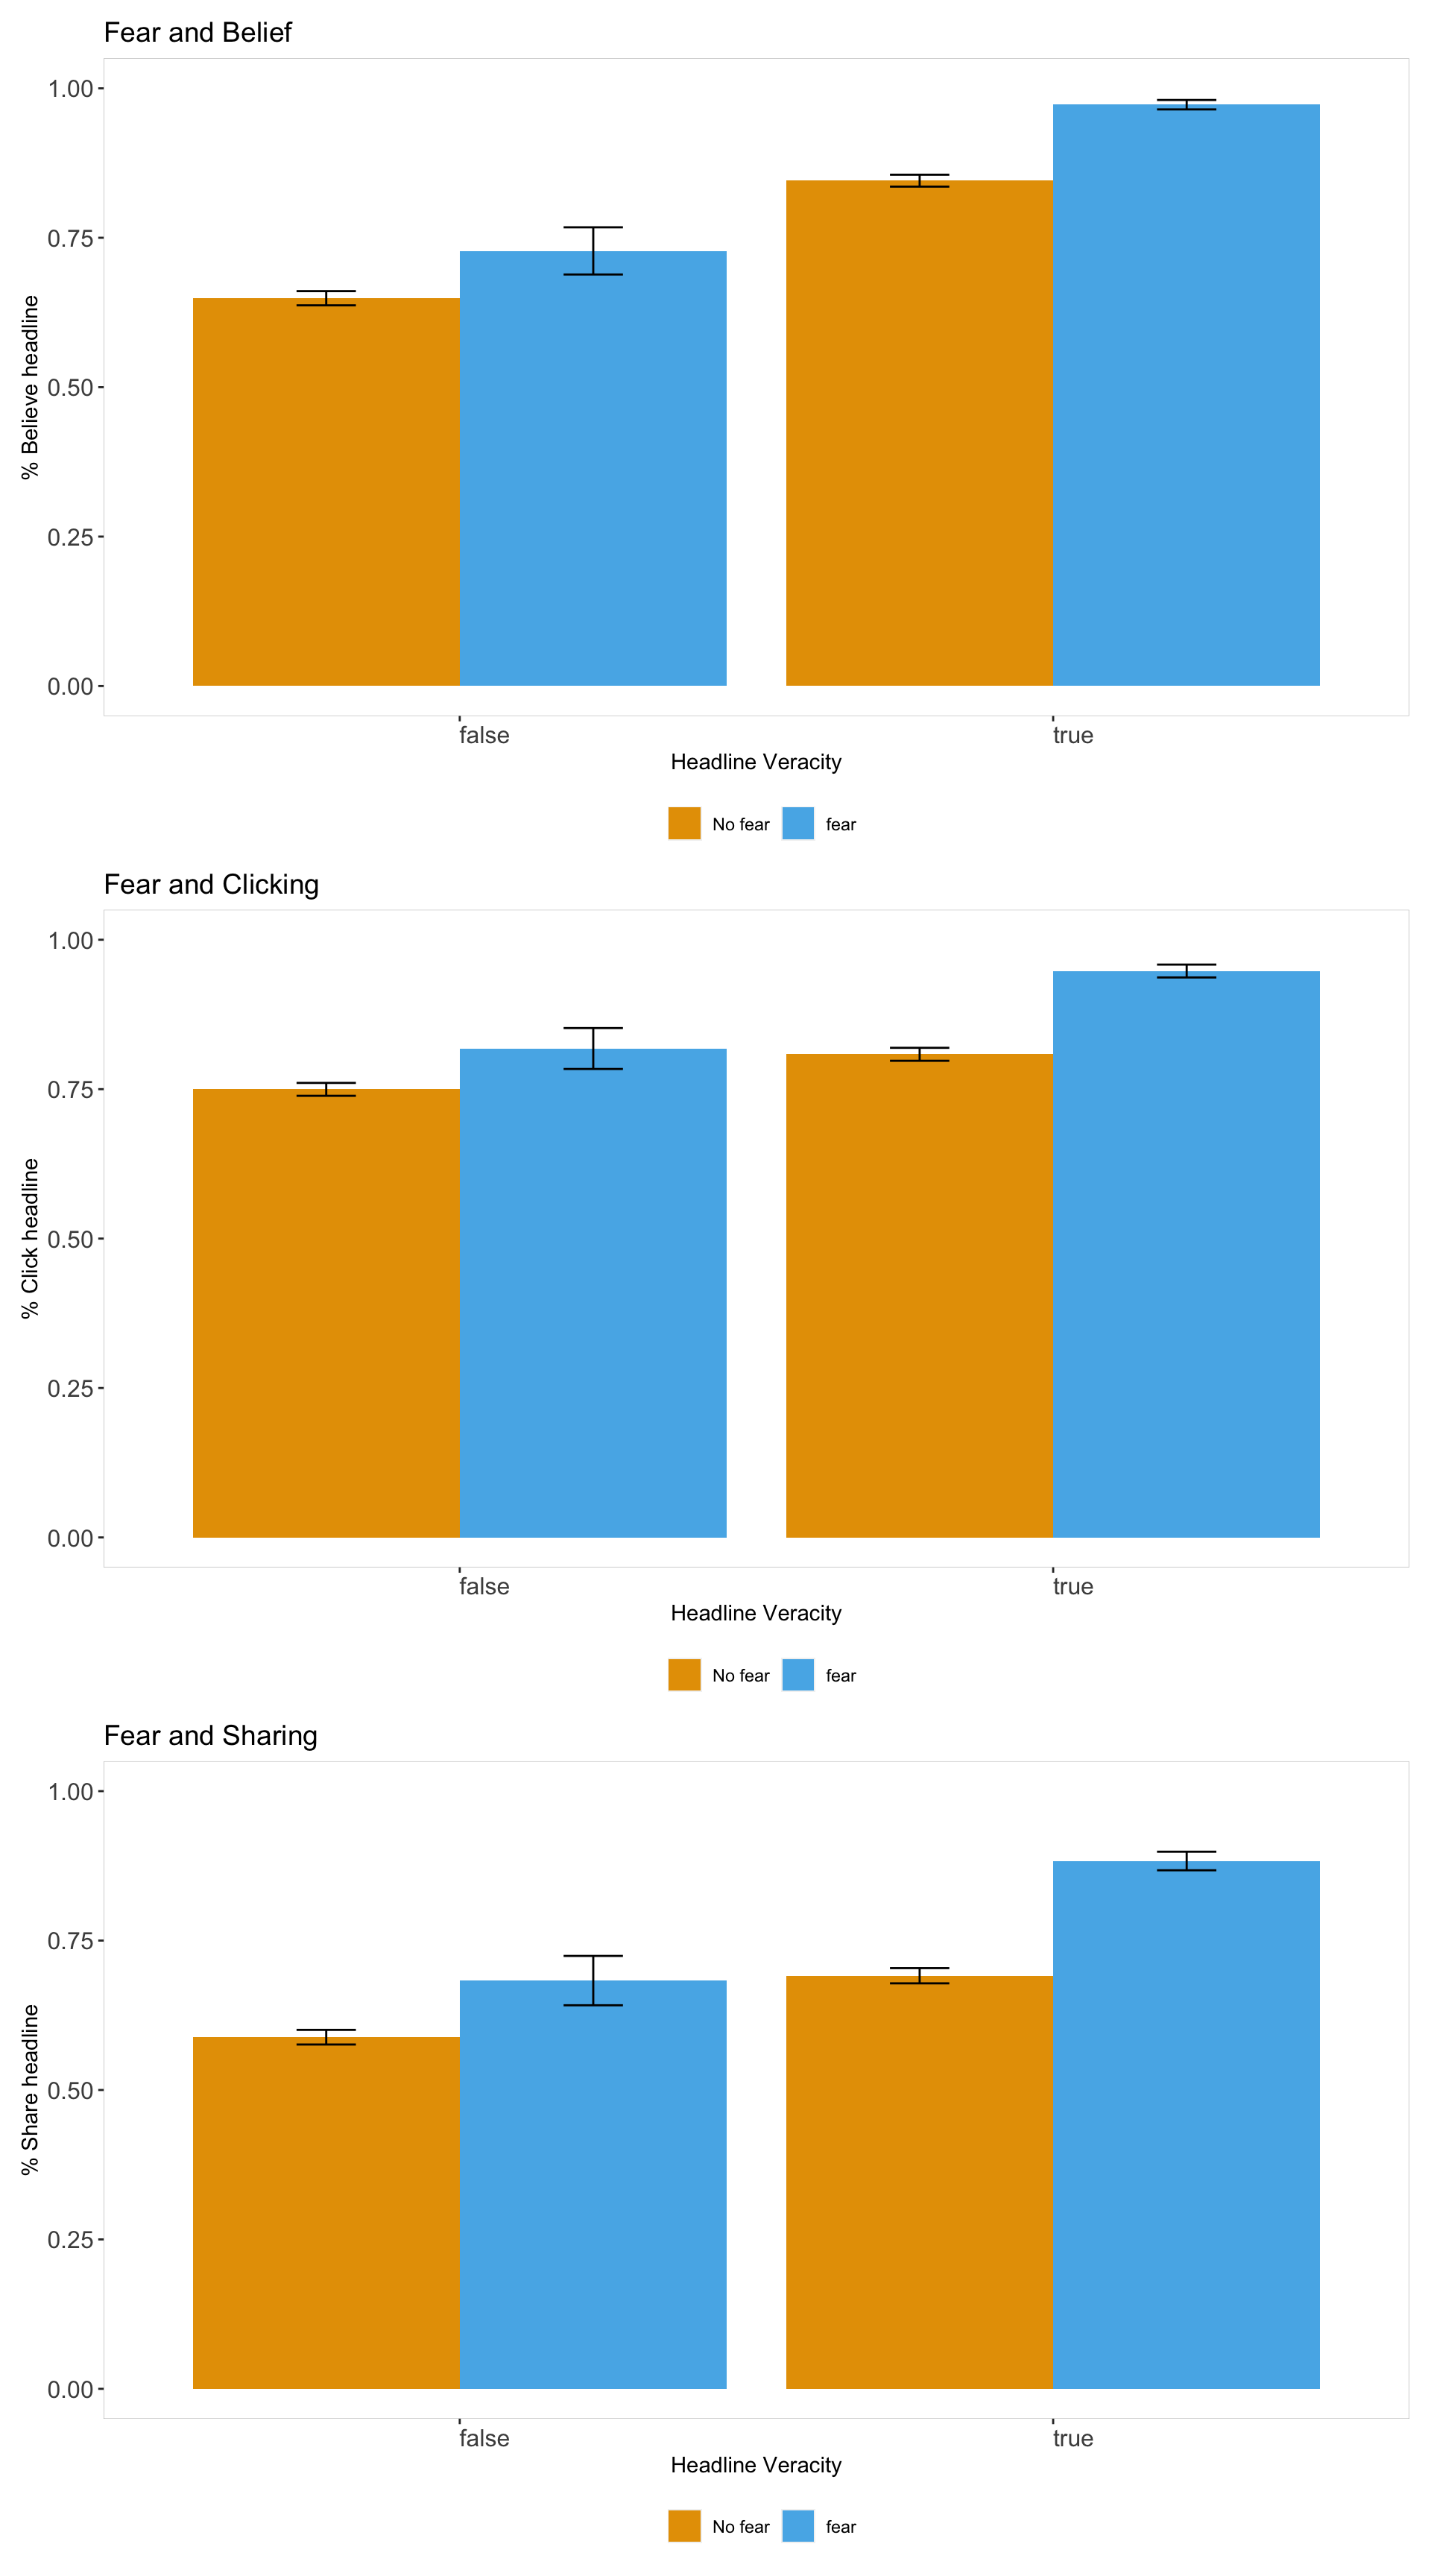 Fear and Belief
1.00
0.75
0.50
0.25
0.00
% Believe headline
false true
Headline Veracity
No fear fear
Fear and Clicking
1.00
0.75
0.50
0.25
0.00
% Click headline
false true
Headline Veracity
No fear fear
Fear and Sharing
1.00
0.75
0.50
0.25
0.00
% Share headline
false true
Headline Veracity
No fear fear